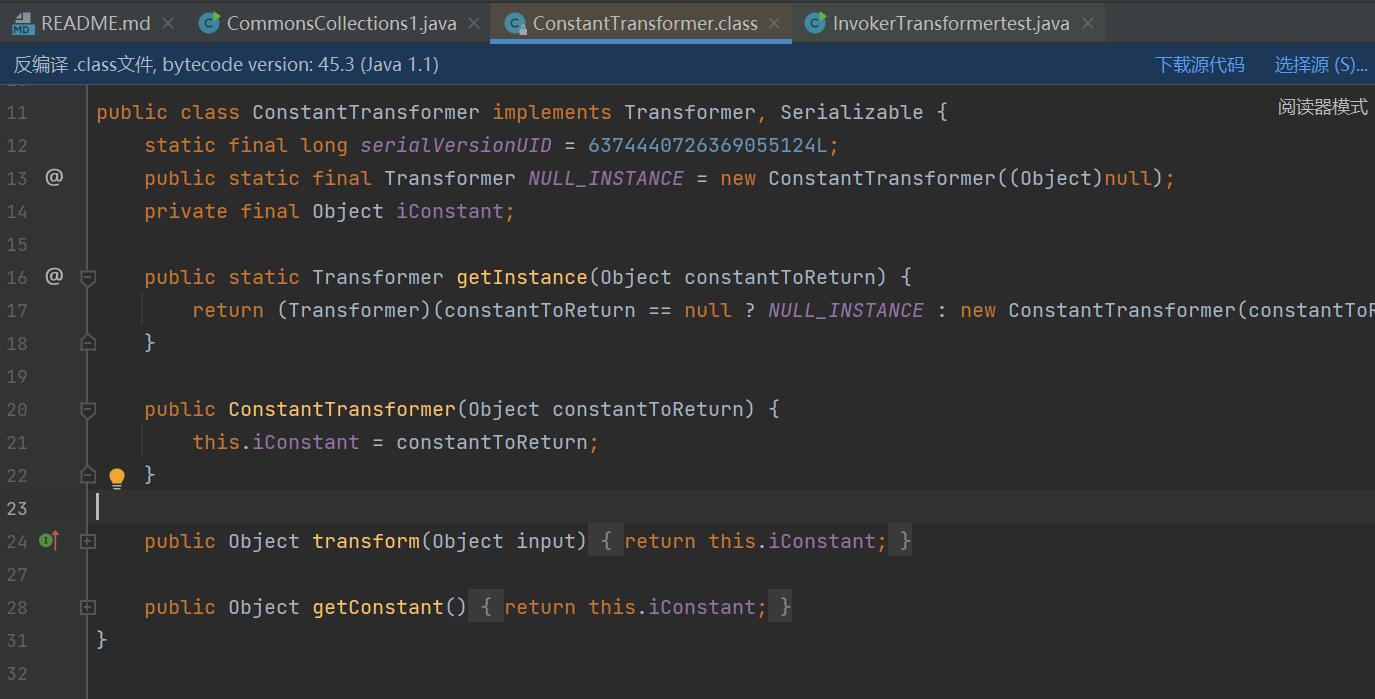 README.md CommonsCollections1.java ConstantTransformer.class InvokerTransformertest.java
反编译 .class文件, bytecode version: 45.3 (Java 1.1) 下载源代码 选择源 (S)...
阅读器模式
11 public class ConstantTransformer implements Transformer, Serializable {
12 static final long serialVersionUID = 6374440726369055124L;
13 @ public static final Transformer NULL_INSTANCE = new ConstantTransformer((Object)null);
14 private final Object iConstant;
15
16 @ public static Transformer getInstance(Object constantToReturn) {
17 return (Transformer)(constantToReturn == null ? NULL_INSTANCE : new ConstantTransformer(constantToR
18 }
19
20 public ConstantTransformer(Object constantToReturn) {
21 this.iConstant = constantToReturn;
22 }
23
24 public Object transform(Object input) { return this.iConstant; }
27
28 public Object getConstant() { return this.iConstant; }
31 }
32